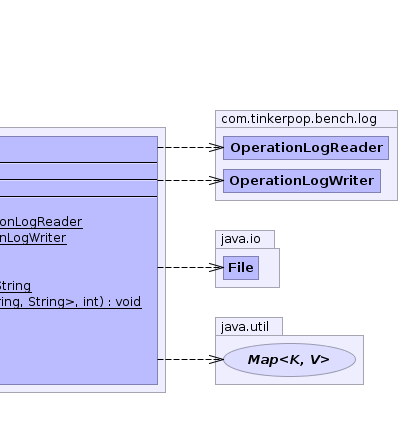 com.tinkerpop.bench.log
OperationLogReader
OperationLogWriter
onLogReader
nLogWriter
java.io
File
String
ring, String>, int) : void
java.util
Map<K, V>